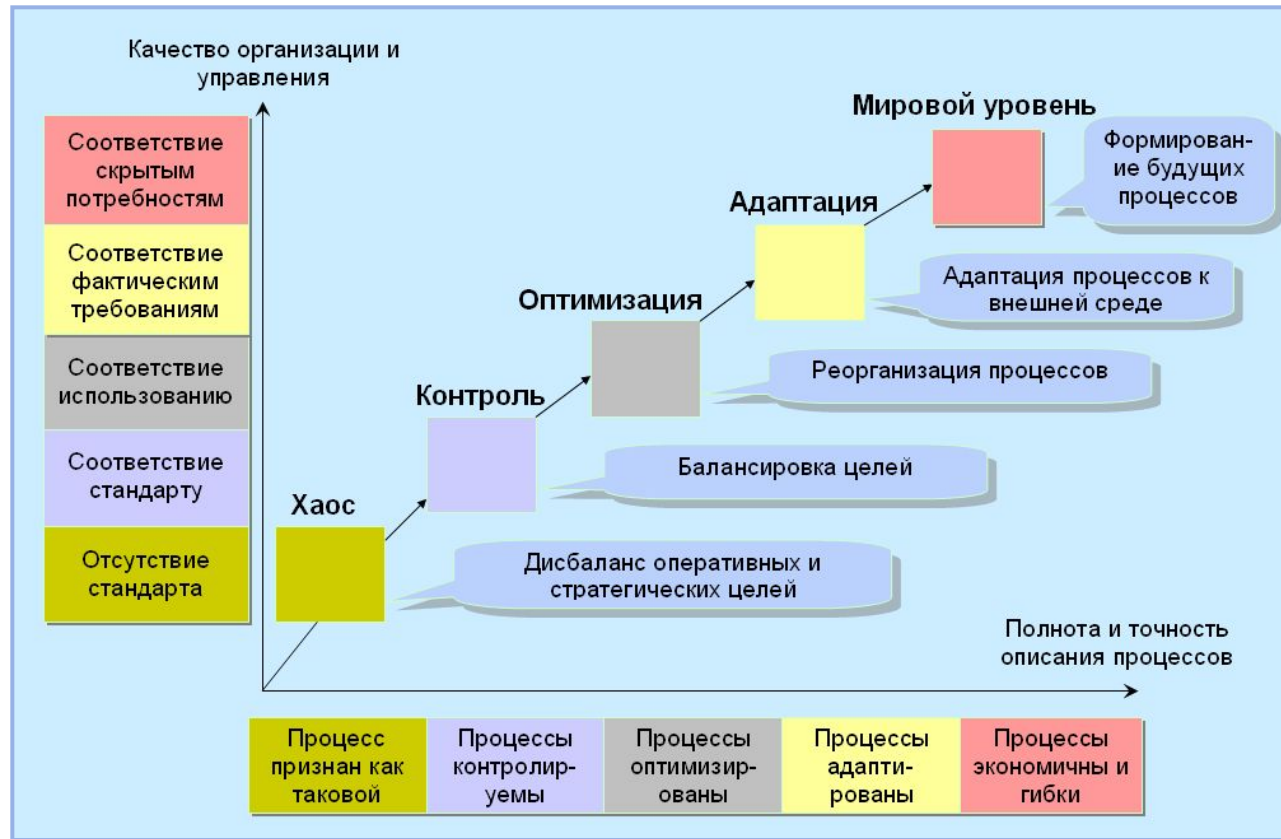 Качество организации и
управления
Соответствие
скрытым
потребностям
Соответствие
фактическим
требованиям
Соответствие
использованию
Соответствие
стандарту
Отсутствие
стандарта
Мировой уровень
Формирован-
ие будущих
процессов
Адаптация
Адаптация процессов к
внешней среде
Оптимизация
Реорганизация процессов
Контроль
Балансировка целей
Хаос
Дисбаланс оперативных и
стратегических целей
Полнота и точность
описания процессов
Процесс
признан как
таковой
Процессы
контролир-
уемы
Процессы
оптимизир-
ованы
Процессы
адапти-
рованы
Процессы
экономичны и
гибки